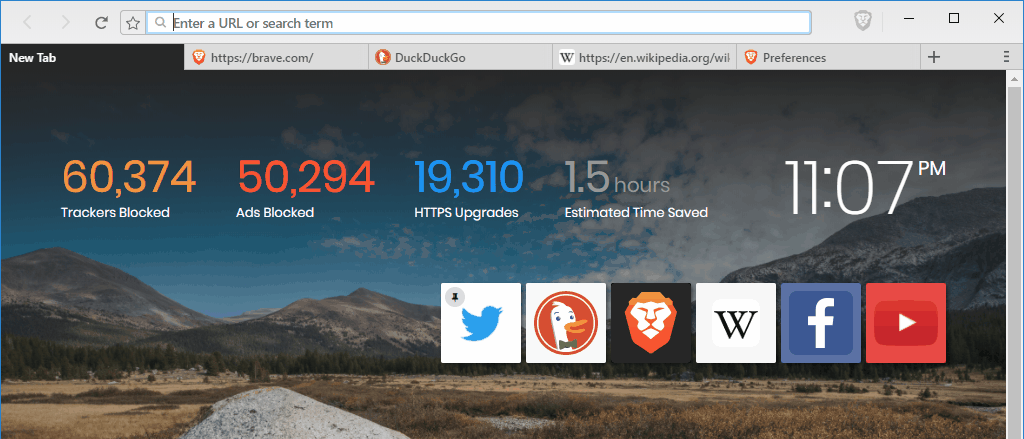 Enter a URL or search term
New Tab
https://brave.com/
DuckDuckGo
https://en.wikipedia.org/wik
Preferences
60,374
50,294
19,310
1.5 hours
11:07 PM
Trackers Blocked
Ads Blocked
HTTPS Upgrades
Estimated Time Saved
W
f